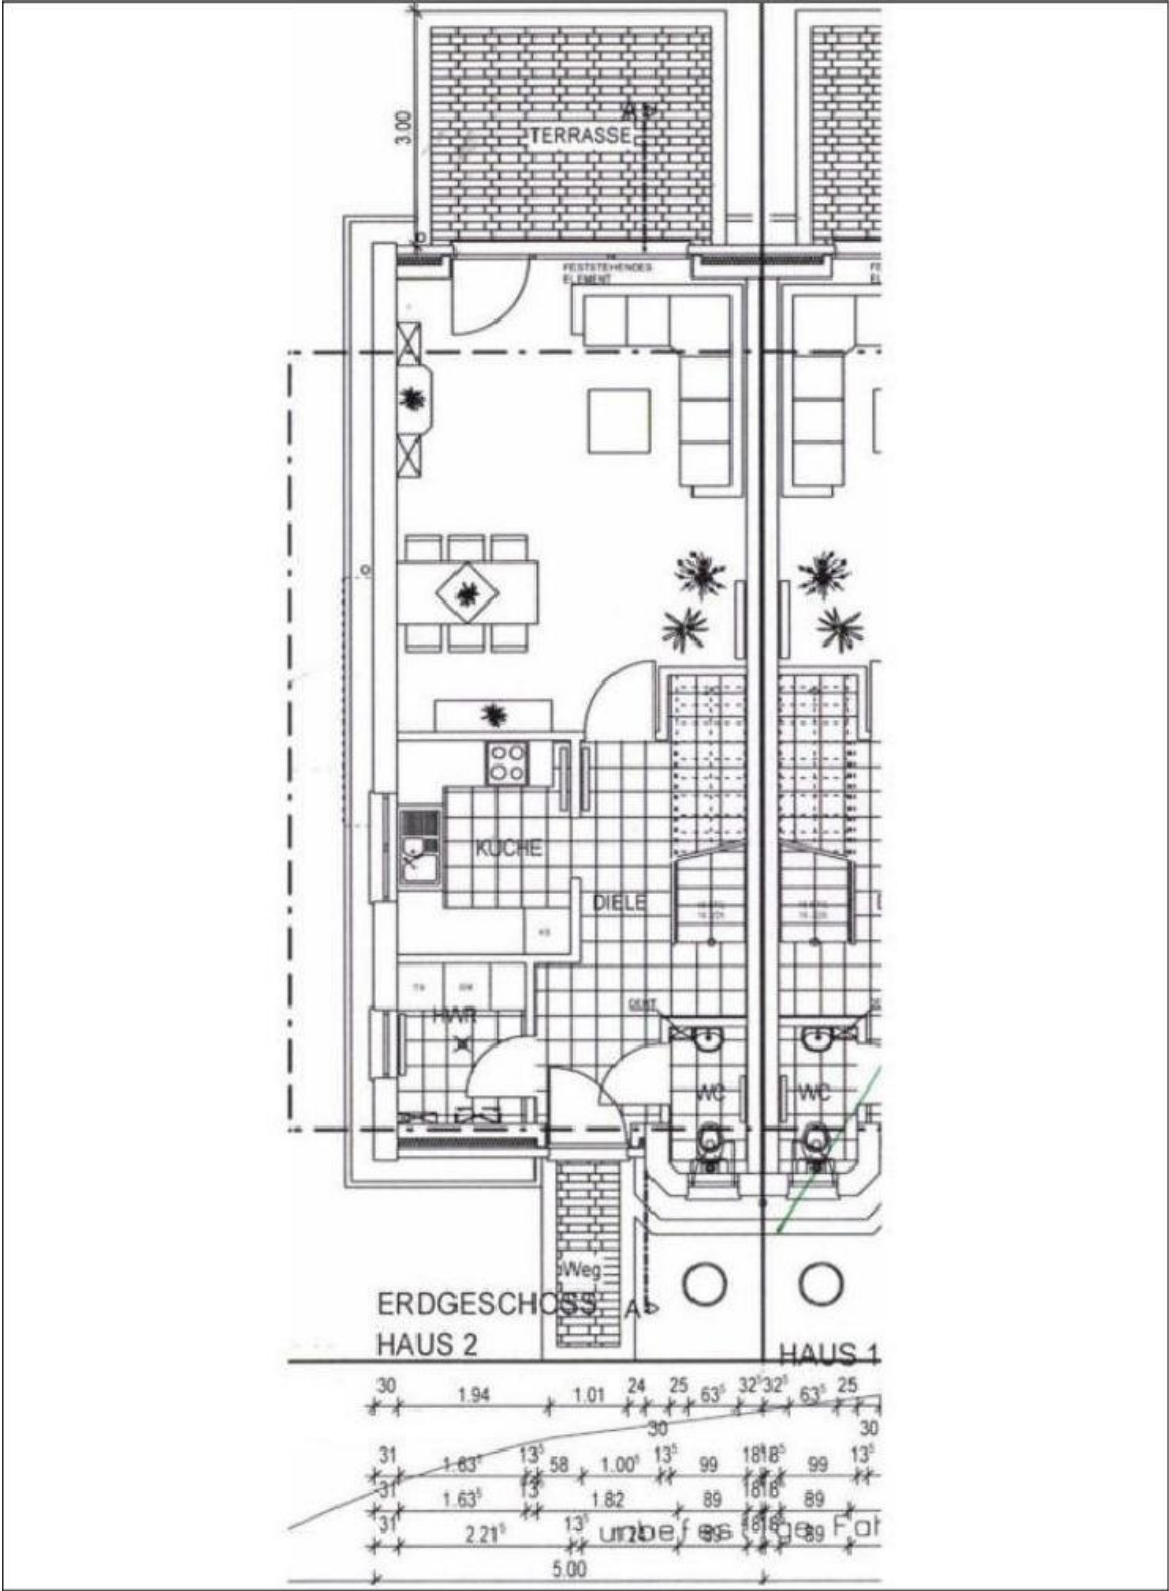 3.00
A
TERRASSE
FESTSTEHENDES
ELEMENT
KÜCHE
DIELE
KS
HWR
WC
WC
Weg
ERDGESCHOSS
A
HAUS 2
HAUS 1
30 1.94 1.01 24 25 63⁵ 32⁵ 32⁵ 63⁵ 25
30 30
31 1.63⁵ 13⁵ 58 1.00⁵ 13⁵ 99 18 18⁵ 99 13⁵
31 1.63⁵ 13⁵ 1.82 89 18 18⁵ 89
31 2.21⁵ 13⁵ 89 18 18⁵ 89
5.00